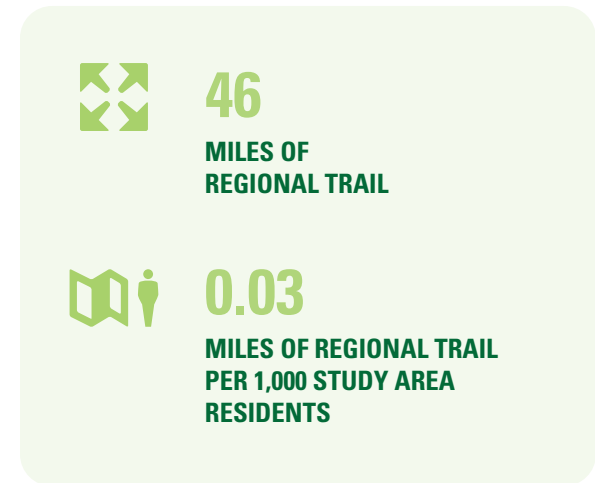 46
MILES OF
REGIONAL TRAIL
0.03
MILES OF REGIONAL TRAIL
PER 1,000 STUDY AREA
RESIDENTS